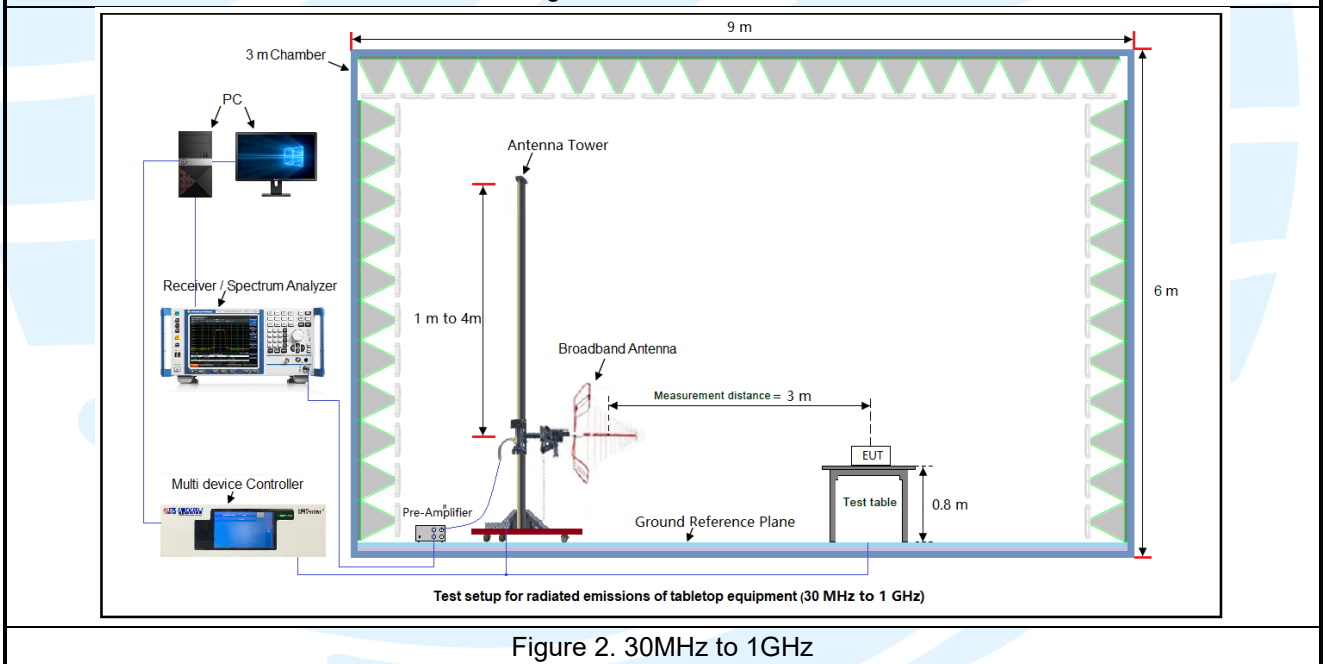 9 m
3 m Chamber
PC
Antenna Tower
Receiver / Spectrum Analyzer
6 m
1 m to 4m
Broadband Antenna
Measurement distance = 3 m
EUT
Multi device Controller
Pre-Amplifier
Test table
0.8 m
Ground Reference Plane
Test setup for radiated emissions of tabletop equipment (30 MHz to 1 GHz)
Figure 2. 30MHz to 1GHz